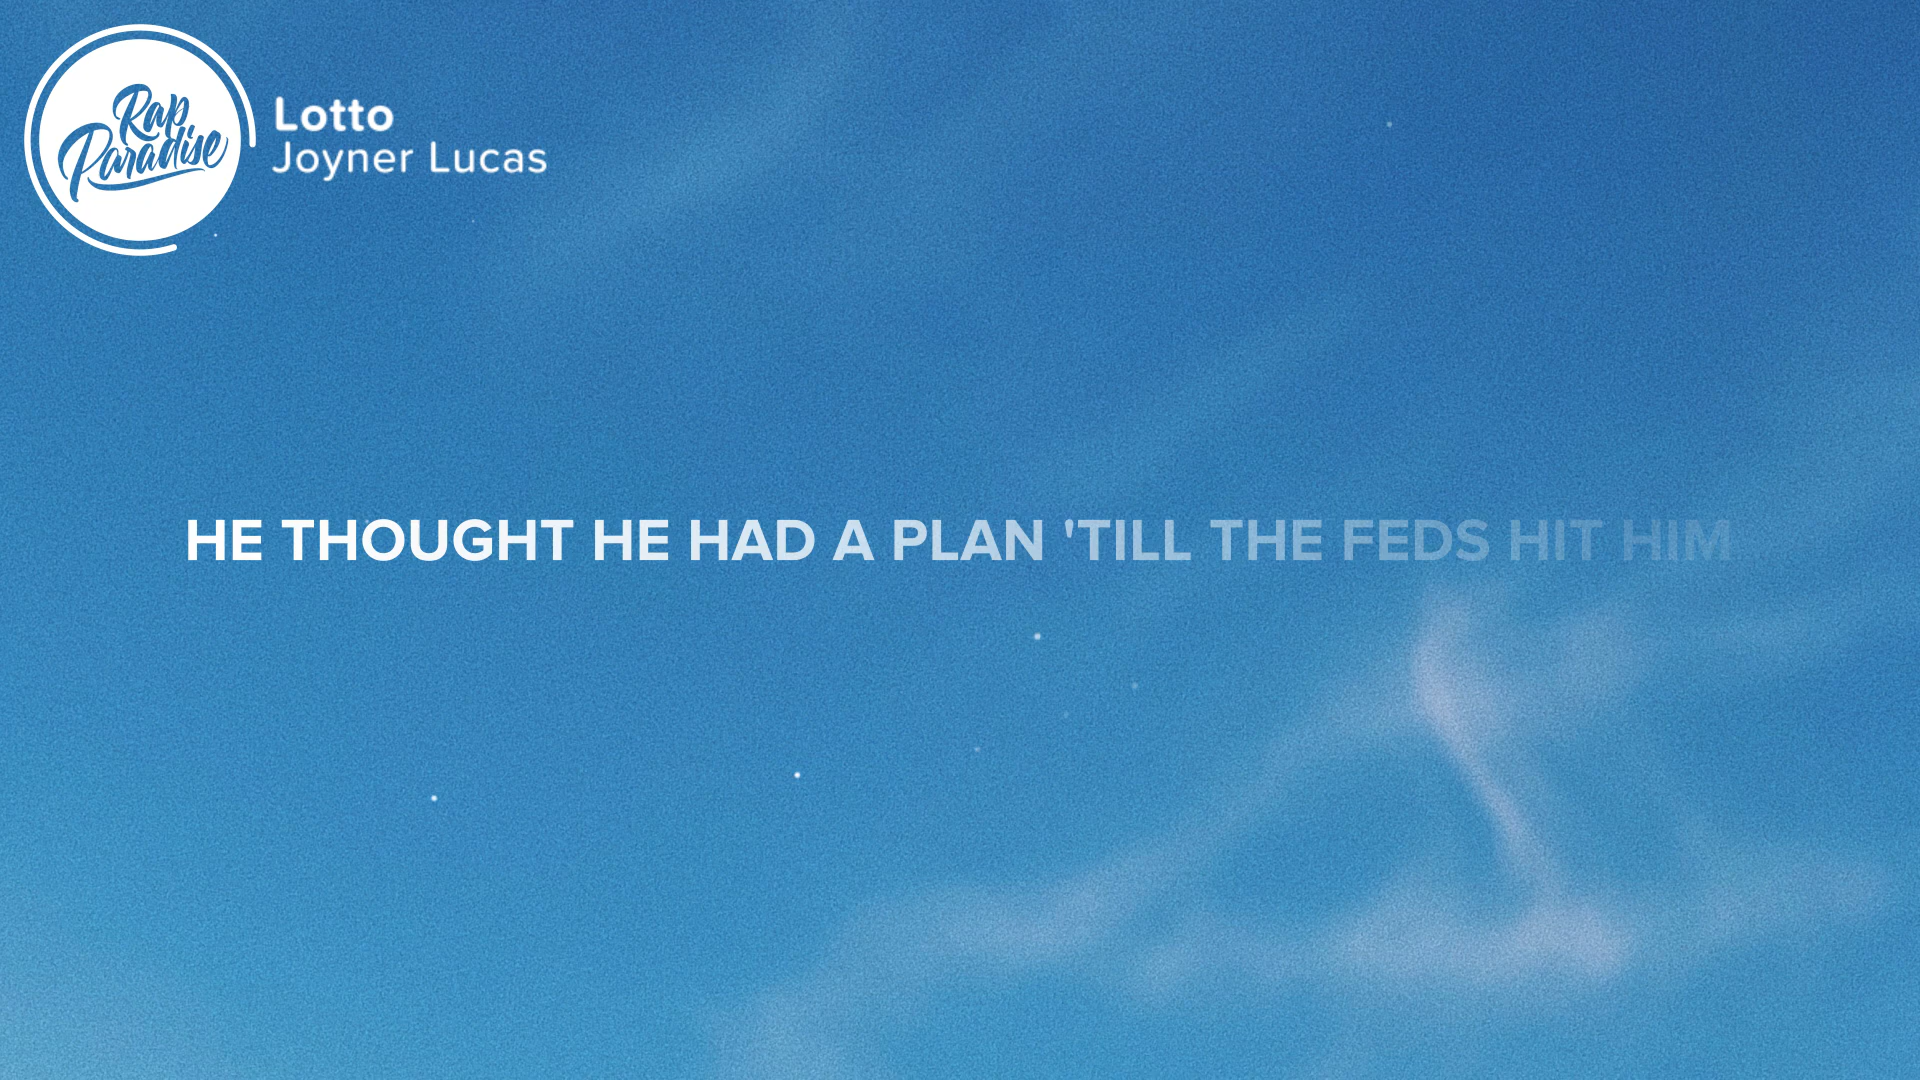 Rap
Paradise
Lotto
Joyner Lucas
HE THOUGHT HE HAD A PLAN 'TILL THE FEDS HIT HIM